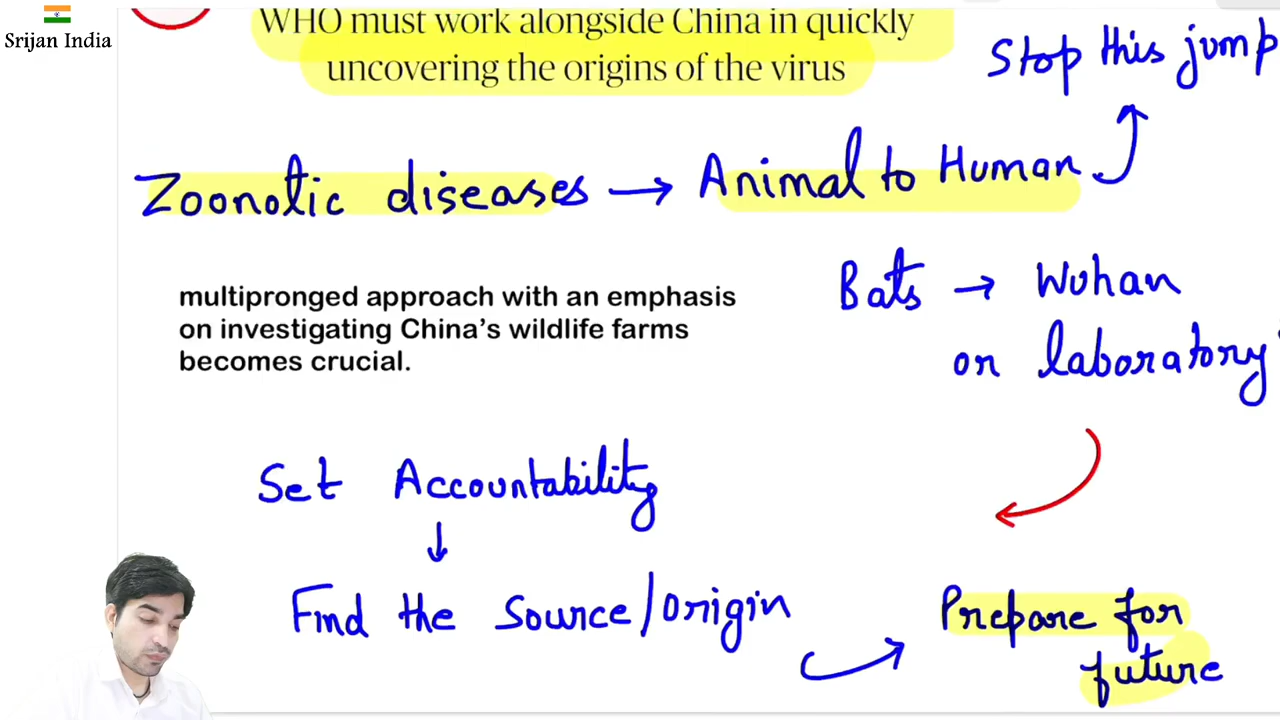 Srijan India
WHO must work alongside China in quickly
uncovering the origins of the virus
Stop this jump
Zoonotic diseases → Animal to Human
Bats → Wuhan
or laboratory
multipronged approach with an emphasis
on investigating China's wildlife farms
becomes crucial.
Set Accountability
↓
Find the source/origin
Prepare for
future